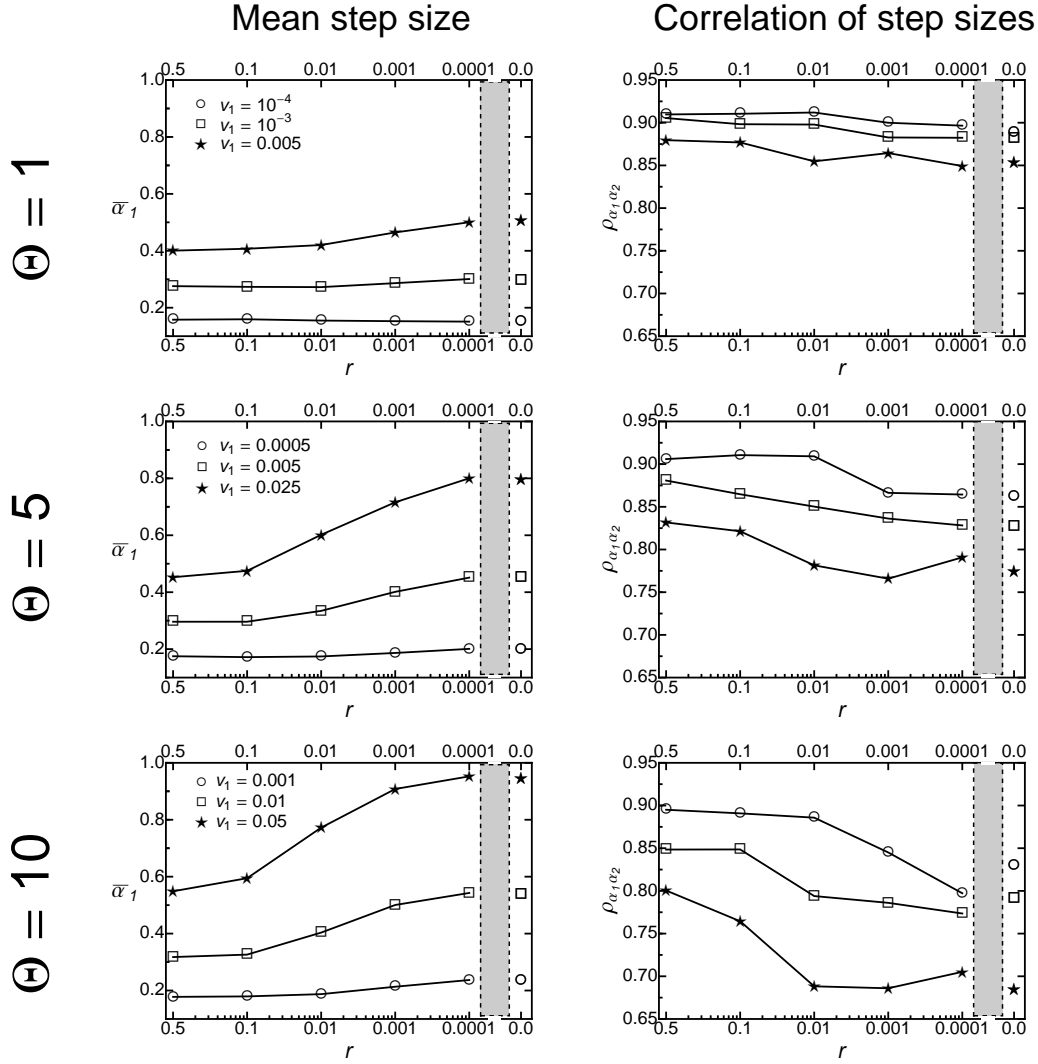 Mean step size
Correlation of step sizes
Θ = 1
0.5 0.1 0.01 0.001 0.0001 0.0
1.0
0.8
0.6
0.4
0.2
ᾱ₁
v₁ = 10⁻⁴
v₁ = 10⁻³
v₁ = 0.005
0.5 0.1 0.01 0.001 0.0001 0.0
r
0.5 0.1 0.01 0.001 0.0001 0.0
0.95
0.90
0.85
0.80
0.75
0.70
0.65
ρα₁α₂
0.5 0.1 0.01 0.001 0.0001 0.0
r
Θ = 5
0.5 0.1 0.01 0.001 0.0001 0.0
1.0
0.8
0.6
0.4
0.2
ᾱ₁
v₁ = 0.0005
v₁ = 0.005
v₁ = 0.025
0.5 0.1 0.01 0.001 0.0001 0.0
r
0.5 0.1 0.01 0.001 0.0001 0.0
0.95
0.90
0.85
0.80
0.75
0.70
0.65
ρα₁α₂
0.5 0.1 0.01 0.001 0.0001 0.0
r
Θ = 10
0.5 0.1 0.01 0.001 0.0001 0.0
1.0
0.8
0.6
0.4
0.2
ᾱ₁
v₁ = 0.001
v₁ = 0.01
v₁ = 0.05
0.5 0.1 0.01 0.001 0.0001 0.0
r
0.5 0.1 0.01 0.001 0.0001 0.0
0.95
0.90
0.85
0.80
0.75
0.70
0.65
ρα₁α₂
0.5 0.1 0.01 0.001 0.0001 0.0
r